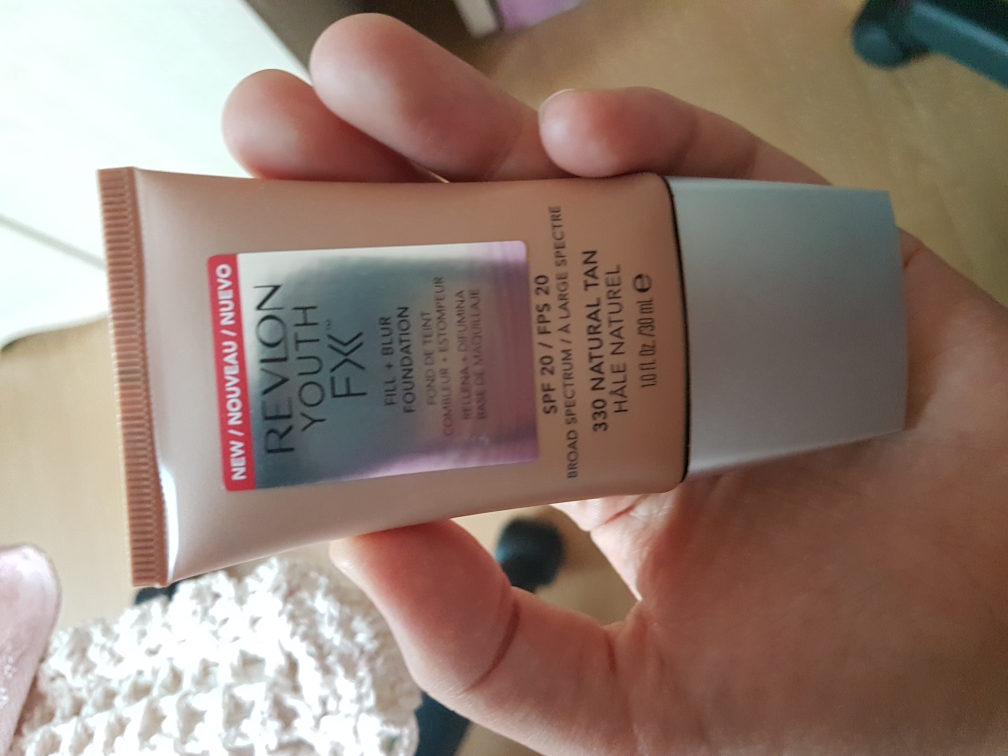 NEW / NOUVEAU / NUEVO
REVLON
YOUTH
FX™
FILL + BLUR
FOUNDATION
FOND DE TEINT
COMBLEUR + ESTOMPEUR
RELLENA + DIFUMINA
BASE DE MAQUILLAJE
SPF 20 / FPS 20
BROAD SPECTRUM / À LARGE SPECTRE
330 NATURAL TAN
HÂLE NATUREL
1.0 fl. Oz. /30 mL ℮